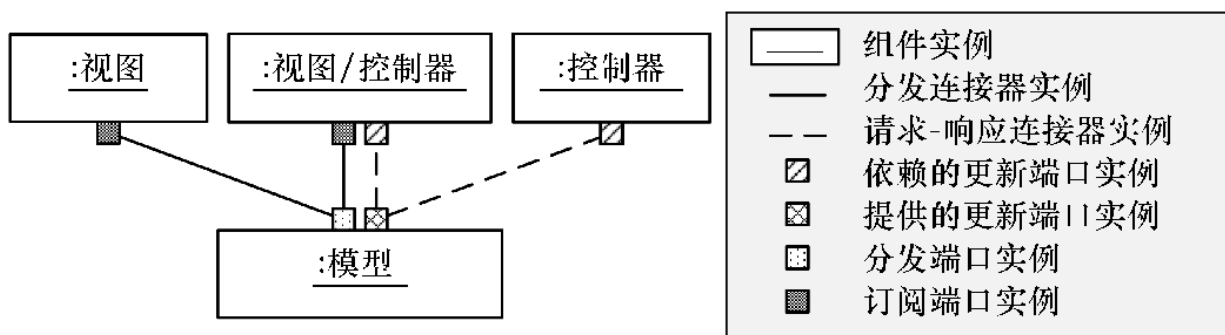 :视图
:视图/控制器
:控制器
:模型
组件实例
分发连接器实例
请求-响应连接器实例
依赖的更新端口实例
提供的更新端口实例
分发端口实例
订阅端口实例